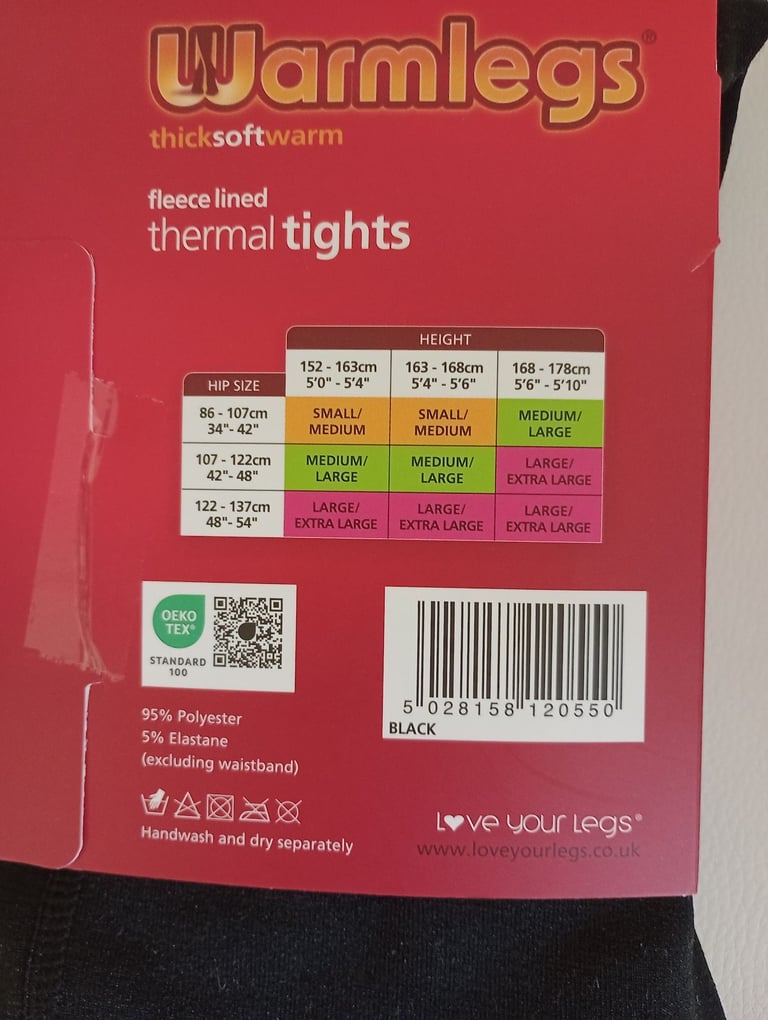 Warmlegs®
thicksoftwarm
fleece lined
thermal tights
HEIGHT
152 - 163cm 163 - 168cm 168 - 178cm
5'0" - 5'4" 5'4" - 5'6" 5'6" - 5'10"
HIP SIZE
86 - 107cm SMALL/ SMALL/ MEDIUM/
34"- 42" MEDIUM MEDIUM LARGE
107 - 122cm MEDIUM/ MEDIUM/ LARGE/
42"- 48" LARGE LARGE EXTRA LARGE
122 - 137cm LARGE/ LARGE/ LARGE/
48"- 54" EXTRA LARGE EXTRA LARGE EXTRA LARGE
OEKO
TEX®
STANDARD
100
5 028158 120550
BLACK
95% Polyester
5% Elastane
(excluding waistband)
Handwash and dry separately
Love your Legs®
www.loveyourlegs.co.uk